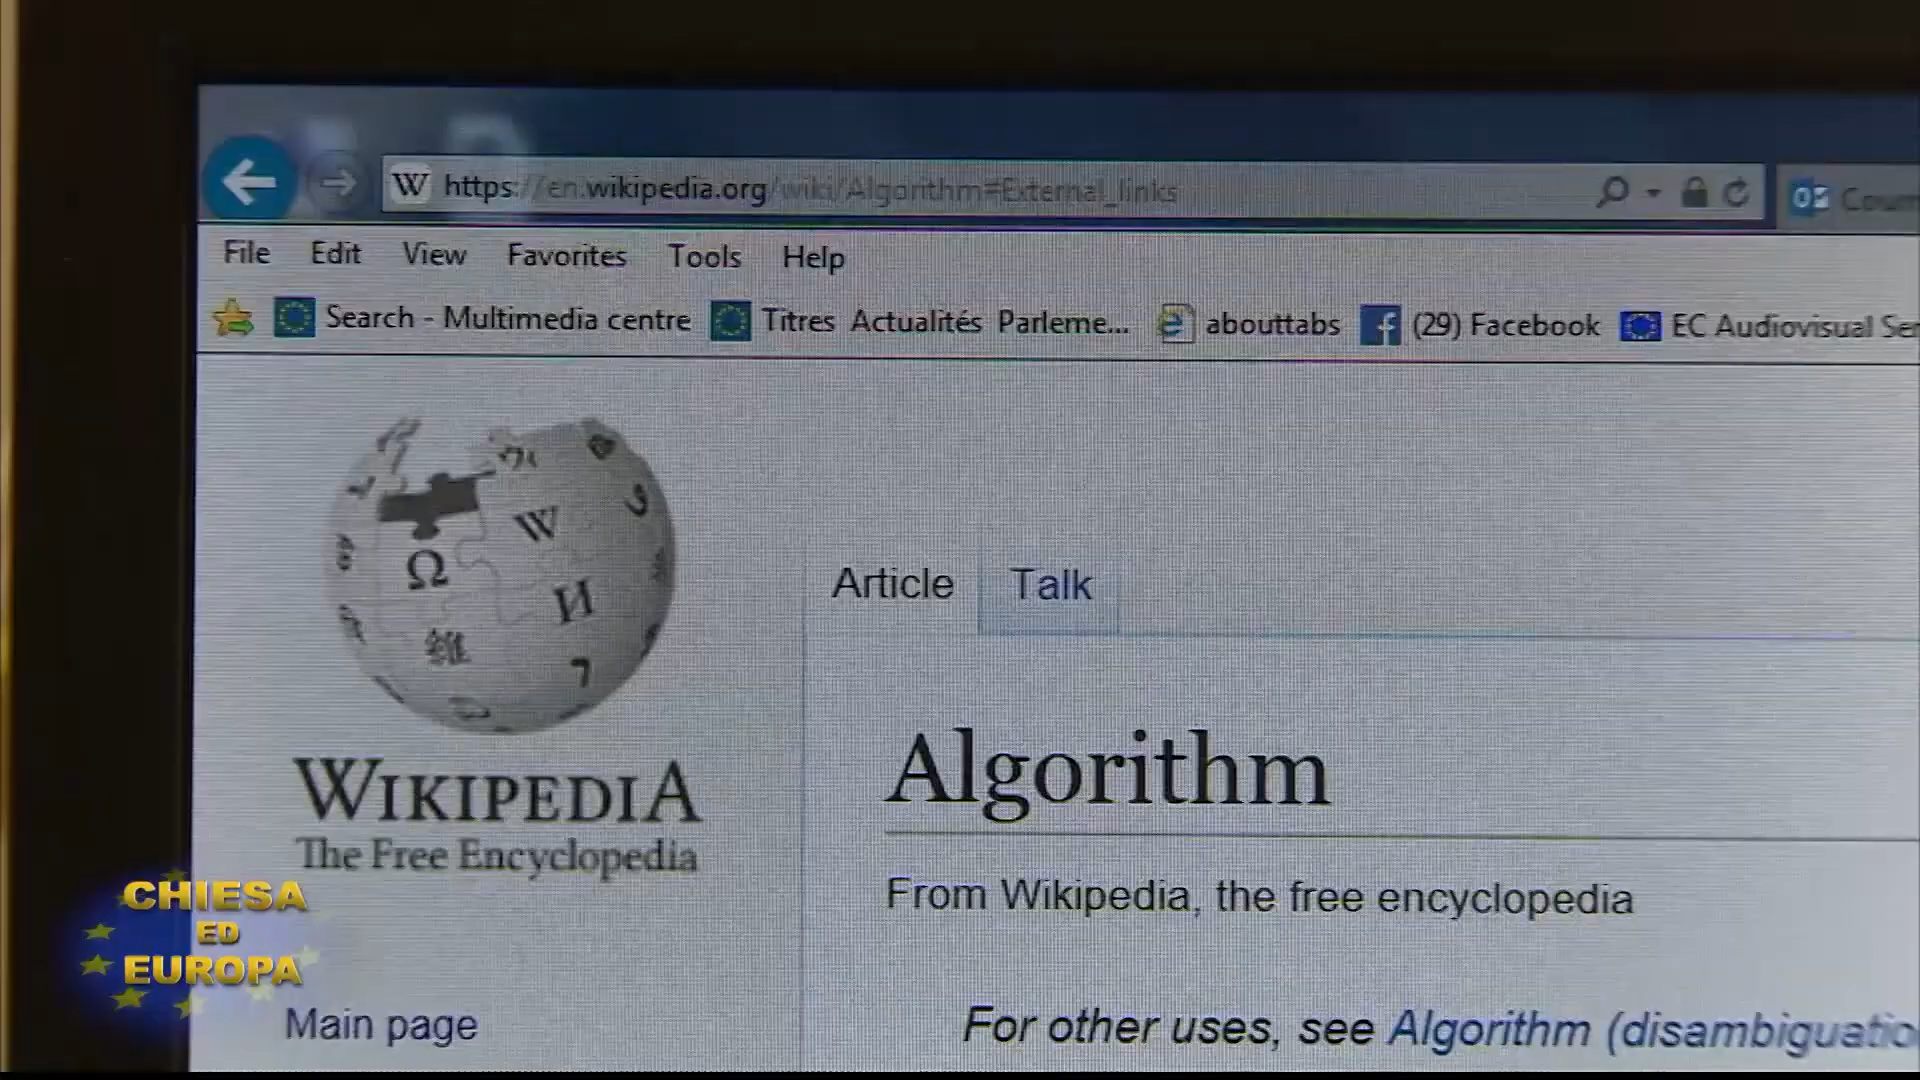 https://en.wikipedia.org/wiki/Algorithm#External_links
File Edit View Favorites Tools Help
Search - Multimedia centre Titres Actualités Parleme... abouttabs (29) Facebook EC Audiovisual
Article Talk
WIKIPEDIA
The Free Encyclopedia
Algorithm
From Wikipedia, the free encyclopedia
For other uses, see Algorithm
Main page
CHIESA
ED
EUROPA